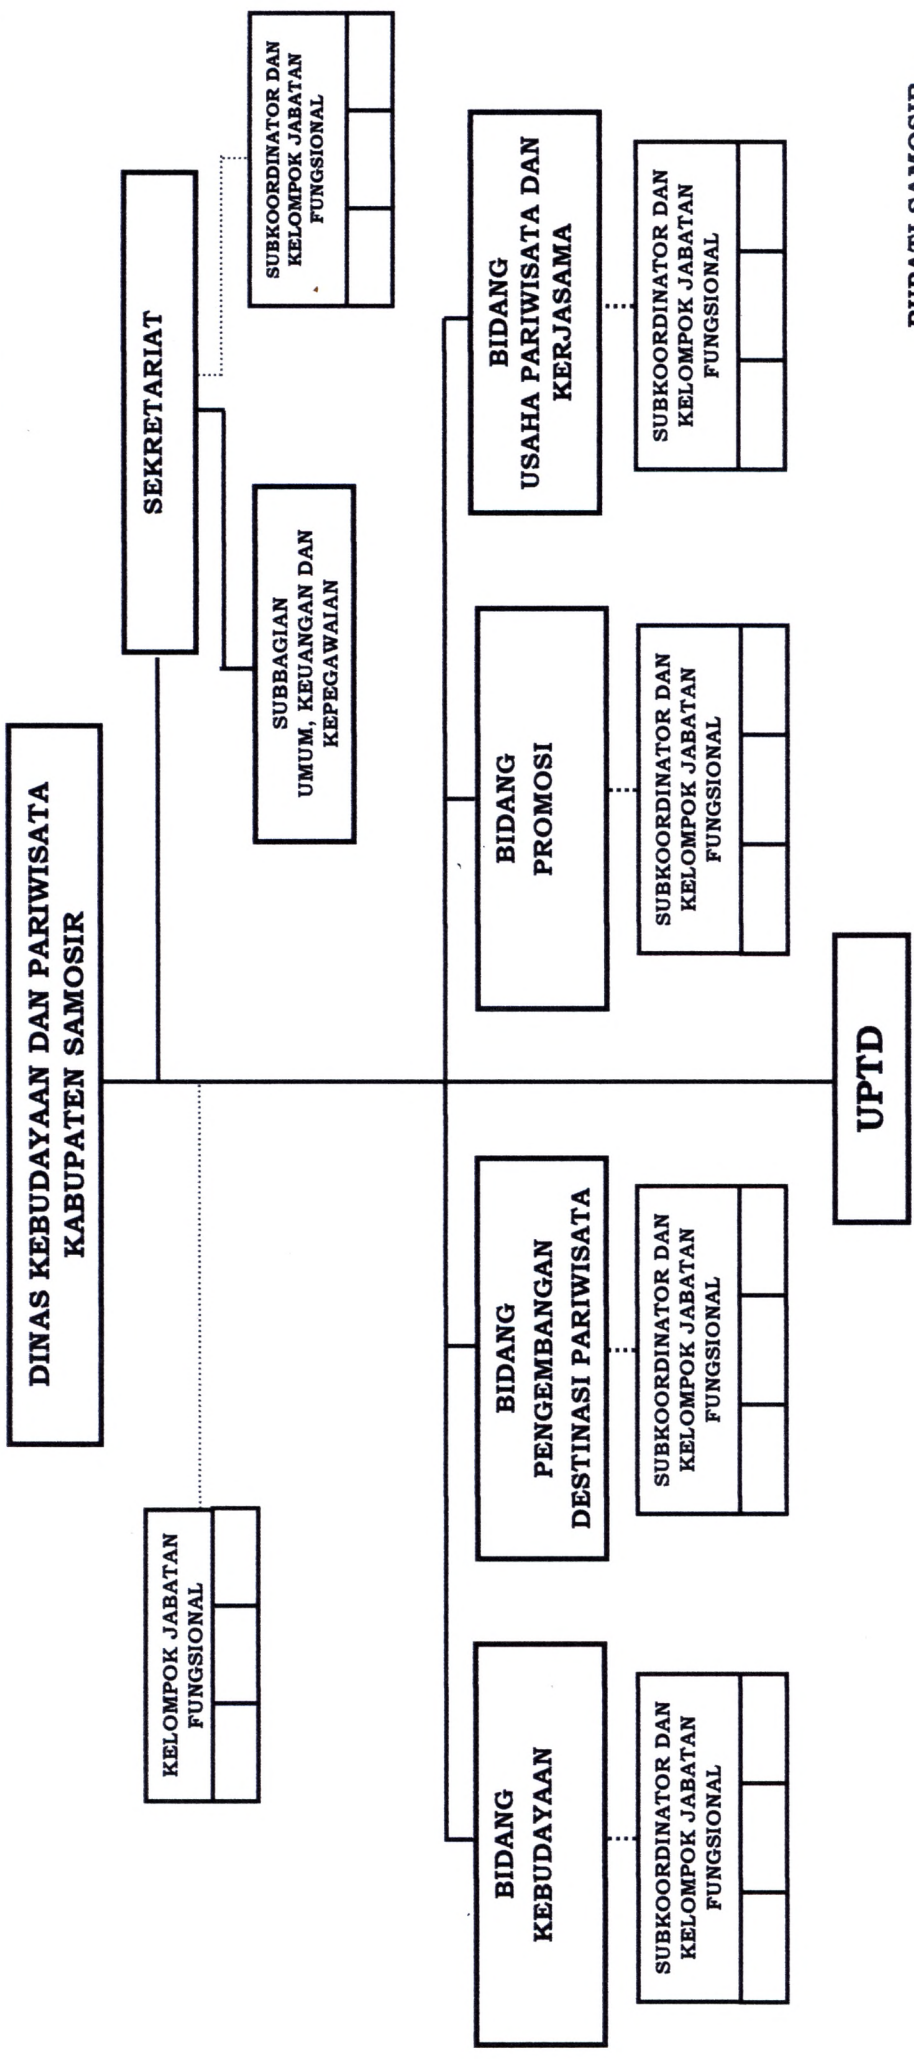 DINAS KEBUDAYAAN DAN PARIWISATA
KABUPATEN SAMOSIR
KELOMPOK JABATAN
FUNGSIONAL
SEKRETARIAT
SUBBAGIAN
UMUM, KEUANGAN DAN
KEPEGAWAIAN
SUBKOORDINATOR DAN
KELOMPOK JABATAN
FUNGSIONAL
BIDANG
KEBUDAYAAN
BIDANG
PENGEMBANGAN
DESTINASI PARIWISATA
BIDANG
PROMOSI
BIDANG
USAHA PARIWISATA DAN
KERJASAMA
SUBKOORDINATOR DAN
KELOMPOK JABATAN
FUNGSIONAL
SUBKOORDINATOR DAN
KELOMPOK JABATAN
FUNGSIONAL
SUBKOORDINATOR DAN
KELOMPOK JABATAN
FUNGSIONAL
SUBKOORDINATOR DAN
KELOMPOK JABATAN
FUNGSIONAL
UPTD